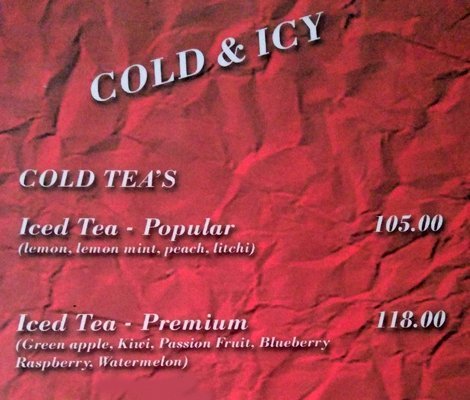 COLD & ICY
COLD TEA'S
Iced Tea - Popular 105.00
(lemon, lemon mint, peach, litchi)
Iced Tea - Premium 118.00
(Green apple, Kiwi, Passion Fruit, Blueberry
Raspberry, Watermelon)